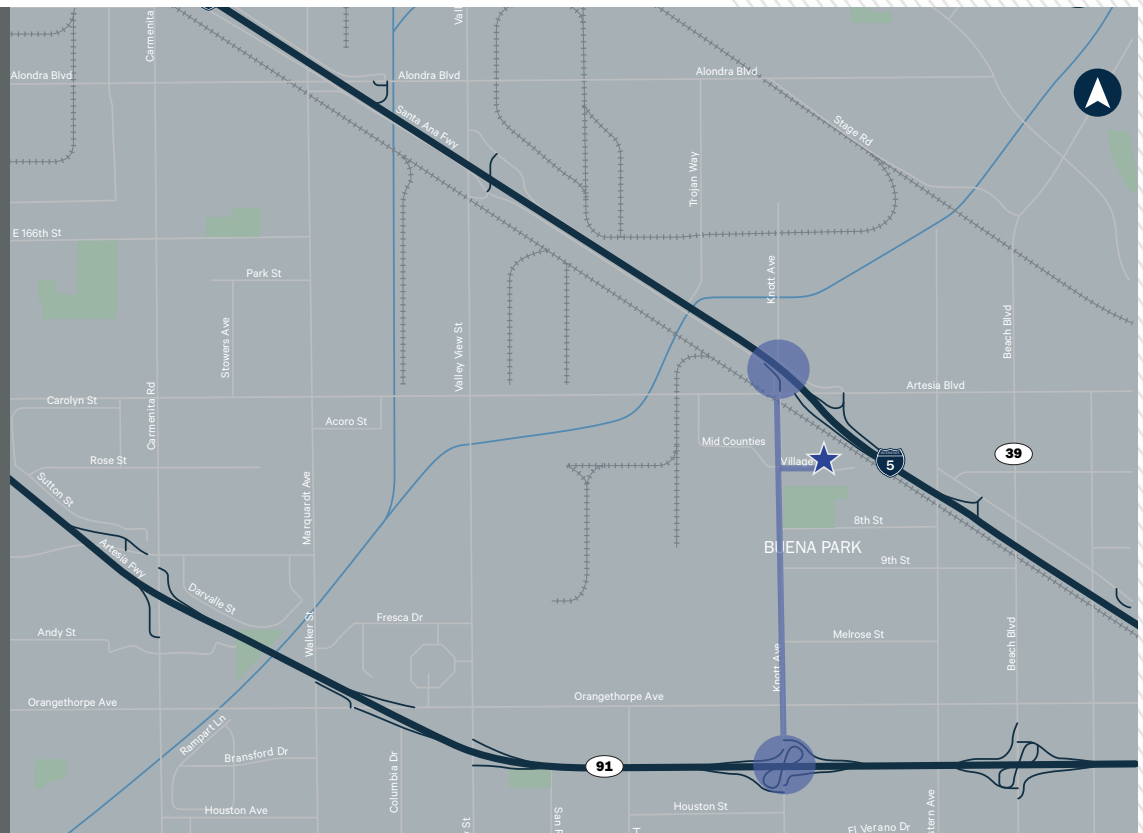 Carmenita
Val
Alondra Blvd
Alondra Blvd
Alondra Blvd
Santa Ana Fwy
Stage Rd
Trojan Way
E 166th St
Park St
Knott Ave
Stowers Ave
Valley View St
Beach Blvd
Artesia Blvd
Carolyn St
Carmenita Rd
Acoro St
Mid Counties
Rose St
Village
5
39
Sutton St
Marquardt Ave
8th St
BUENA PARK
Artesia Fwy
9th St
Darvalle St
Fresca Dr
Walker St
Andy St
Melrose St
Beach Blvd
Knott Ave
Orangethorpe Ave
Orangethorpe Ave
Rampart Ln
Bransford Dr
91
Columbia Dr
Houston Ave
Houston St
El Verano Dr